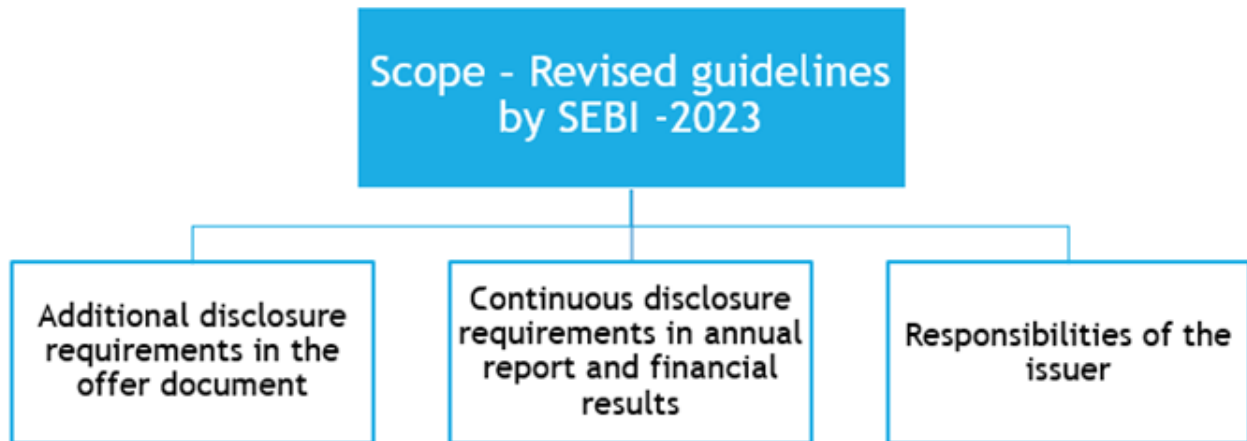 Scope – Revised guidelines
by SEBI -2023
Additional disclosure
requirements in the
offer document
Continuous disclosure
requirements in annual
report and financial
results
Responsibilities of the
issuer